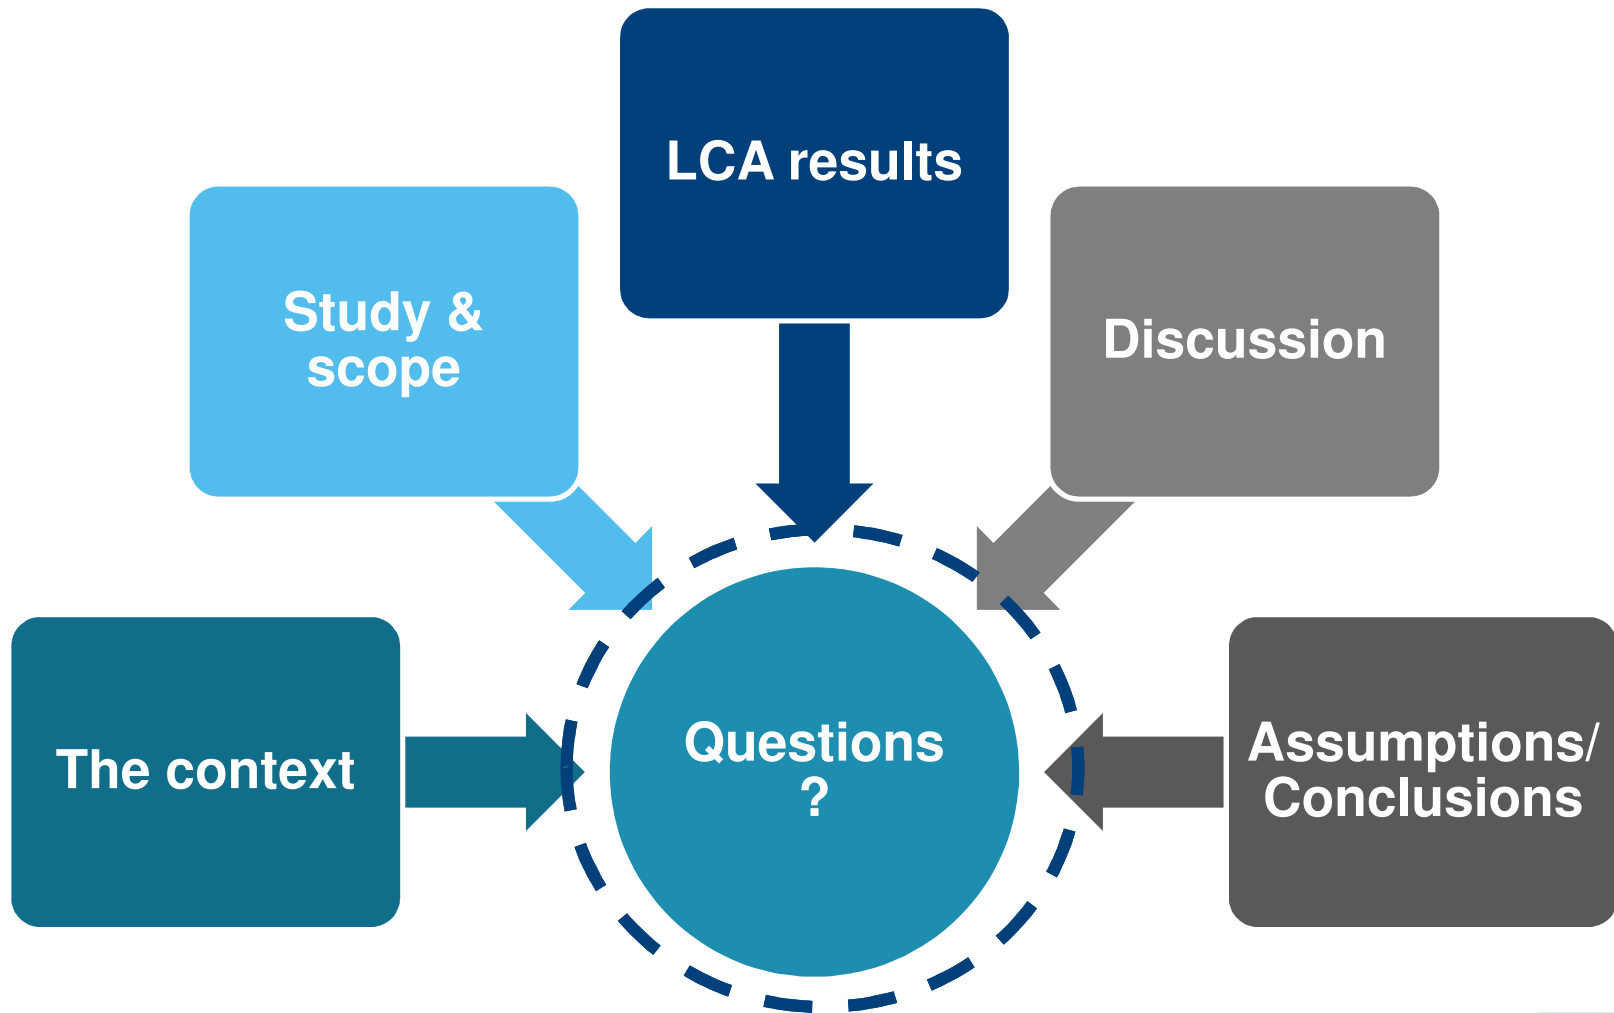 LCA results
Study &
scope
Discussion
The context
Questions
?
Assumptions/
Conclusions